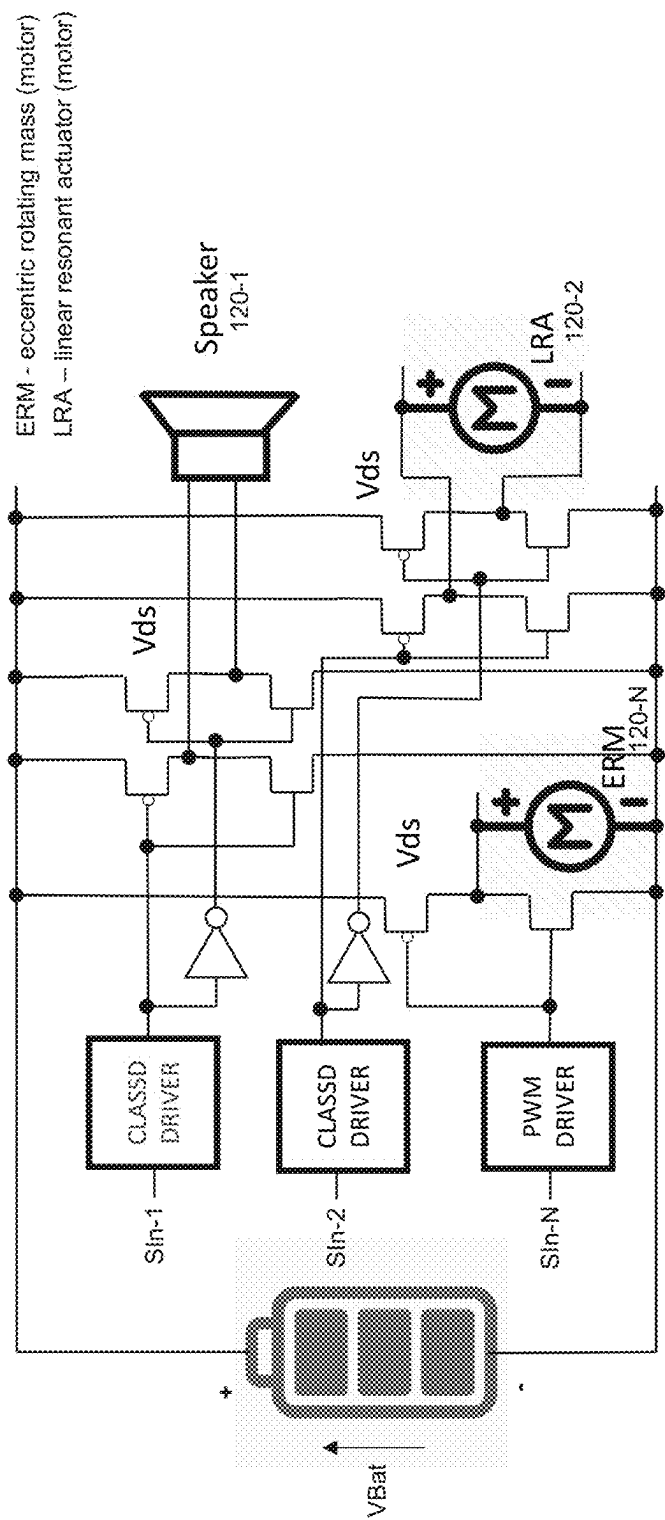 ERM - eccentric rotating mass (motor)
LRA – linear resonant actuator (motor)
Speaker
120-1
Vds
Vds
+
LRA
120-2
–
Vds
+
ERM
120-N
–
CLASSD
DRIVER
CLASSD
DRIVER
PWM
DRIVER
SIn-1
SIn-2
SIn-N
+
-
VBat
M
M